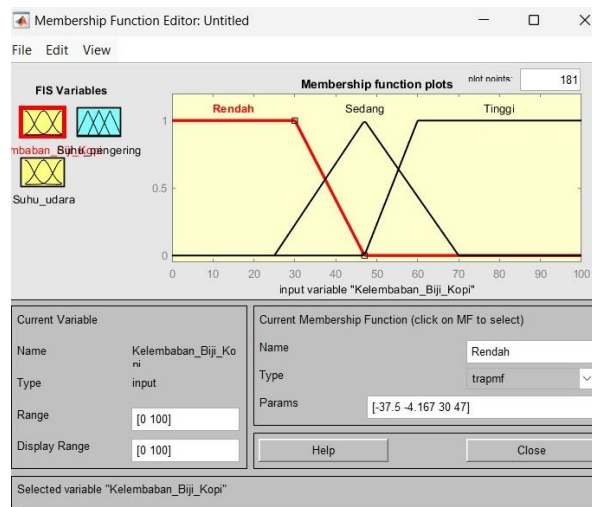 Membership Function Editor: Untitled
File Edit View
FIS Variables
Membership function plots
plot points:
181
mbaban_Biji_Kopi
Suhu_pengering
Suhu_udara
Rendah Sedang Tinggi
1
0.5
0
0 10 20 30 40 50 60 70 80 90 100
input variable "Kelembaban_Biji_Kopi"
Current Variable
Name Kelembaban_Biji_Ko
pi
Type input
Range [0 100]
Display Range [0 100]
Current Membership Function (click on MF to select)
Name Rendah
Type trapmf
Params [-37.5 -4.167 30 47]
Help Close
Selected variable "Kelembaban_Biji_Kopi"